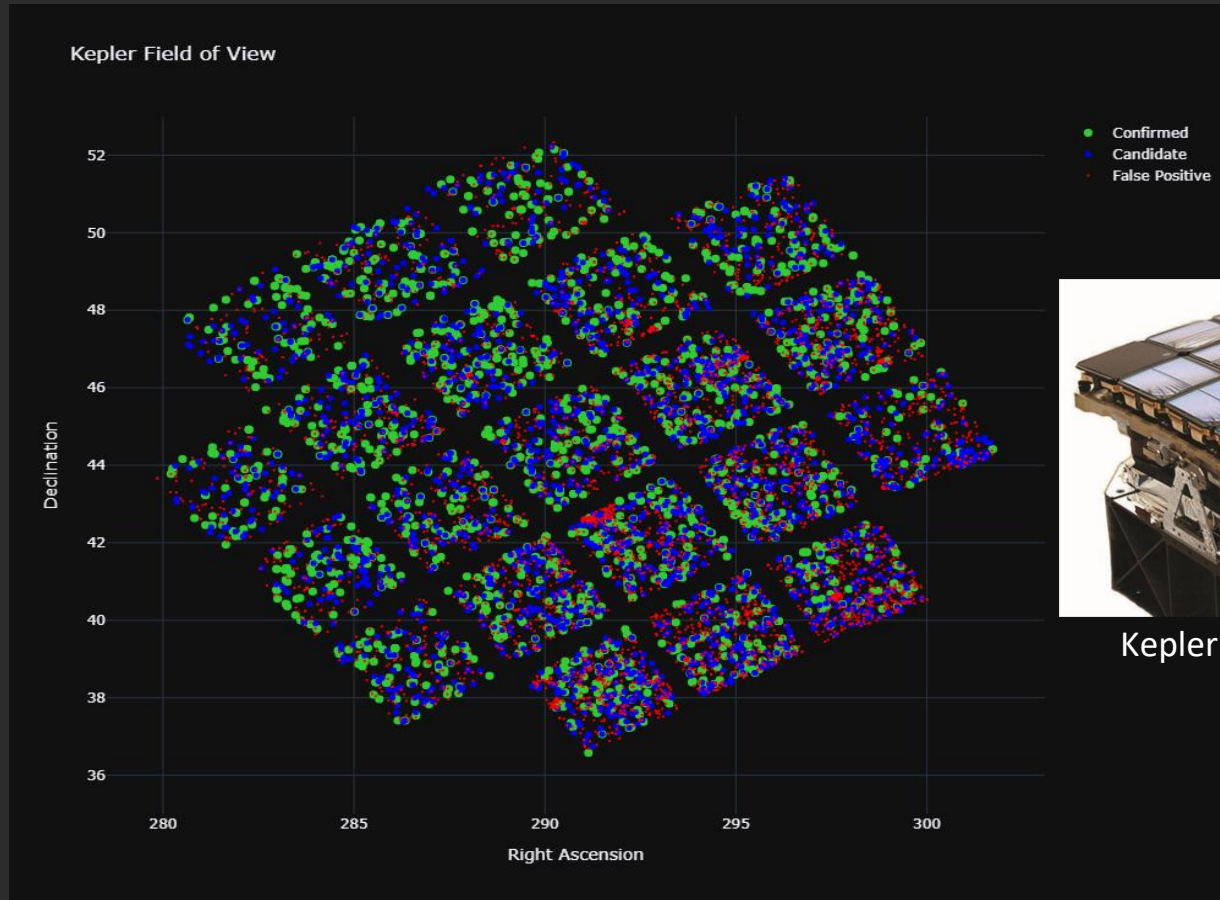 Kepler Field of View
Confirmed
Candidate
False Positive
52
50
48
46
44
42
40
38
36
Declination
280 285 290 295 300
Right Ascension
Kepler